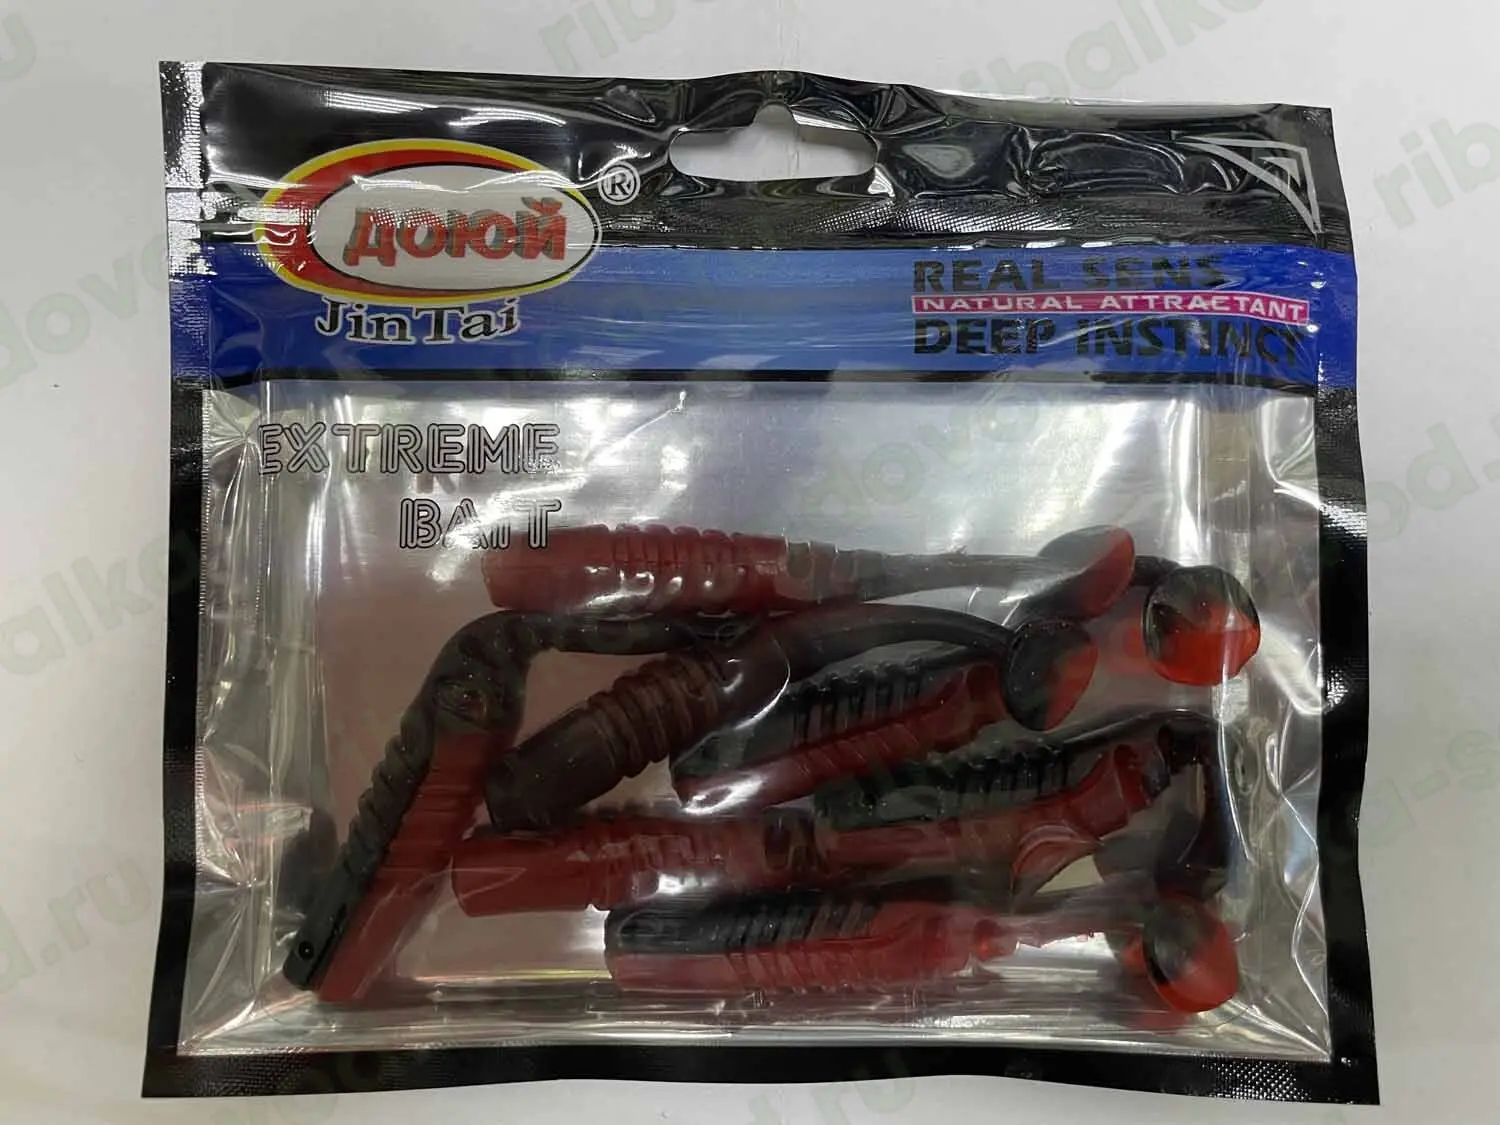 ДОЮЙ®
JinTai
REAL SENS
NATURAL ATTRACTANT
DEEP INSTINCT
EXTREME
BAIT